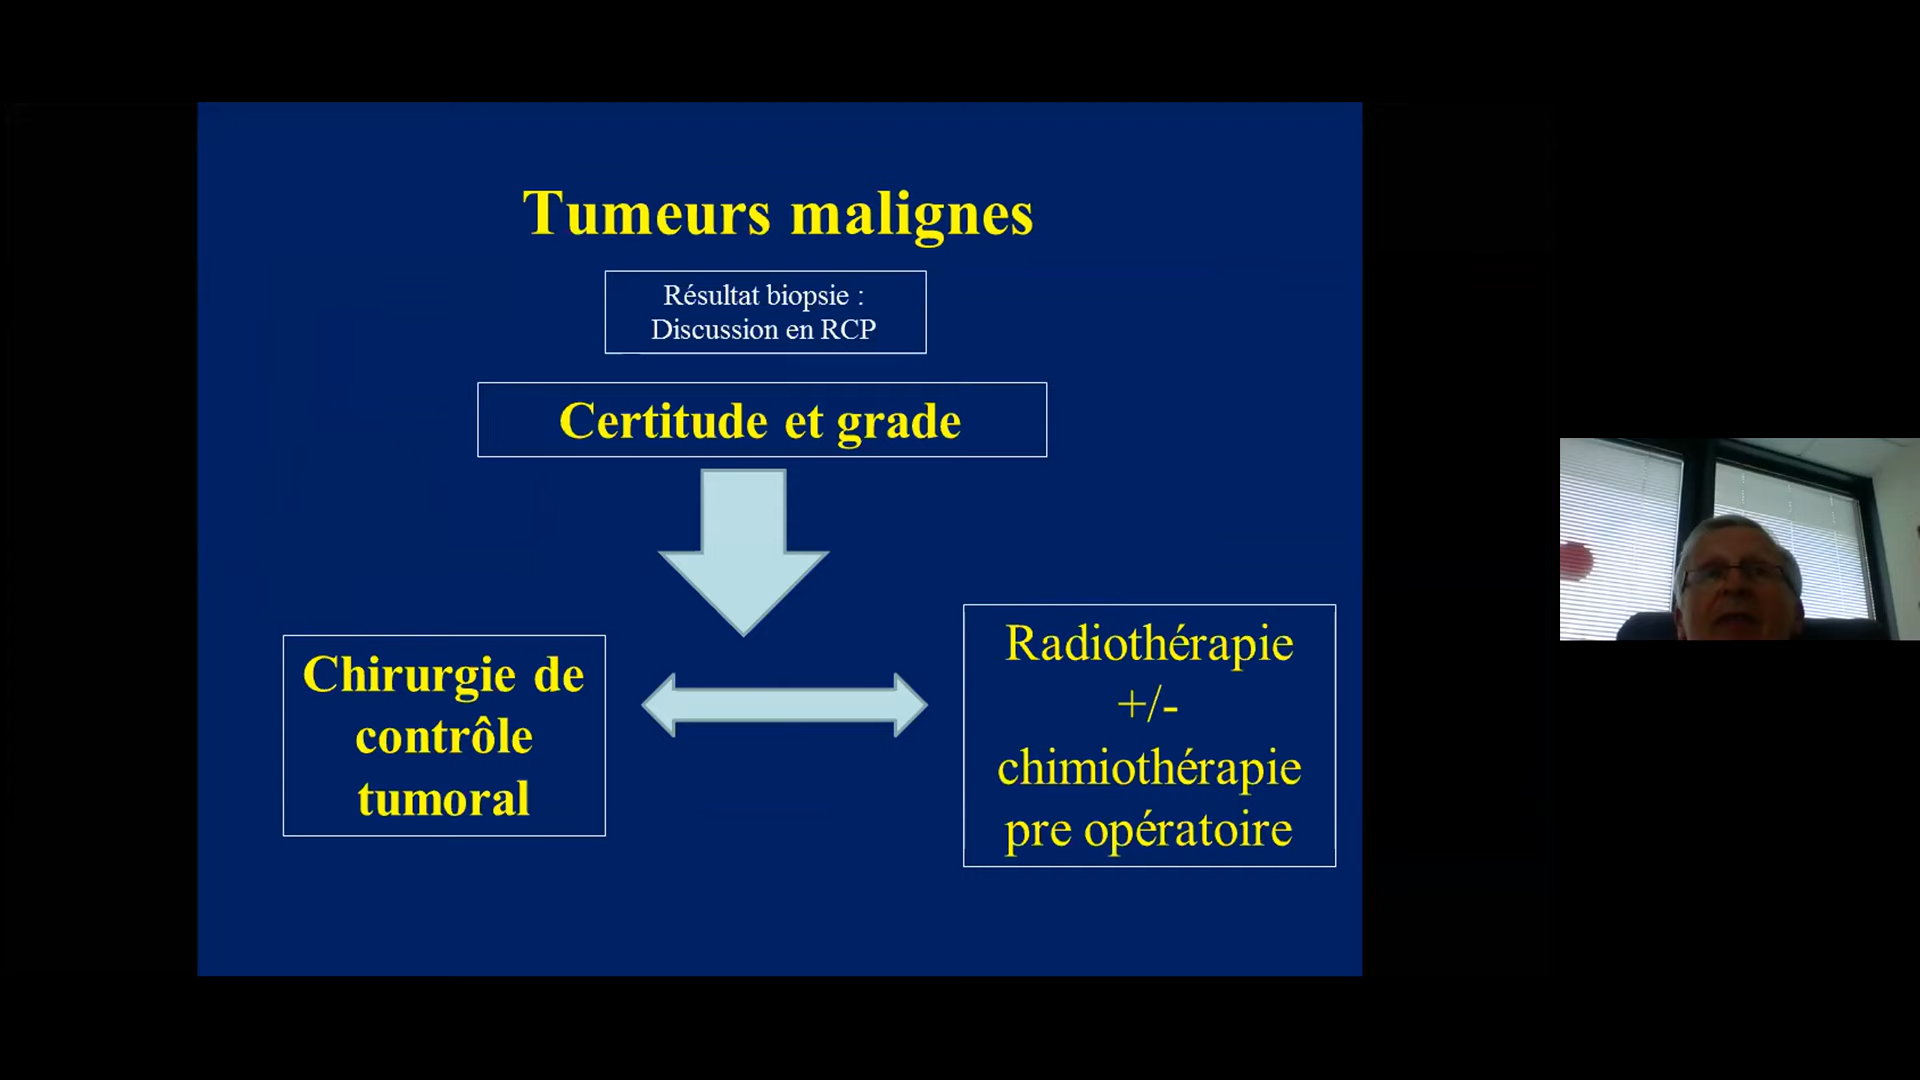 Tumeurs malignes
Résultat biopsie :
Discussion en RCP
Certitude et grade
Chirurgie de
contrôle
tumoral
Radiothérapie
+/-
chimiothérapie
pre opératoire